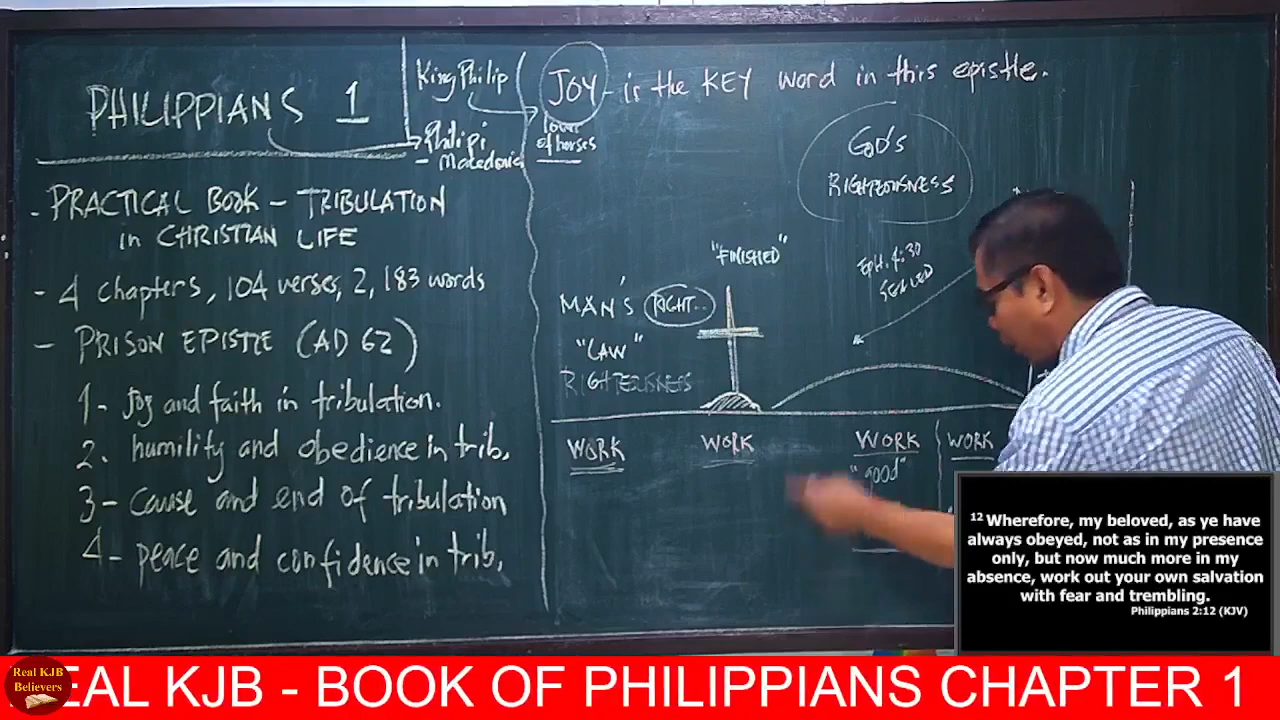 PHILIPPIANS 1
King Philip
Philipi
- Macedonia
town
of horses
JOY - is the KEY word in this epistle.
- PRACTICAL BOOK - TRIBULATION
in CHRISTIAN LIFE
- 4 chapters, 104 verses, 2,183 words
- PRISON EPISTLE (AD 62)
1 - joy and faith in tribulation.
2. humility and obedience in trib.
3 - cause and end of tribulation
4 - peace and confidence in trib.
GOD'S
RIGHTEOUSNESS
"FINISHED"
EPH. 4:30
SEALED
MAN'S RIGHT...
"LAW"
RIGHTEOUSNESS
WORK WORK WORK WORK
"good"
12 Wherefore, my beloved, as ye have
always obeyed, not as in my presence
only, but now much more in my
absence, work out your own salvation
with fear and trembling.
Philippians 2:12 (KJV)
Real KJB
Believers
EAL KJB - BOOK OF PHILIPPIANS CHAPTER 1